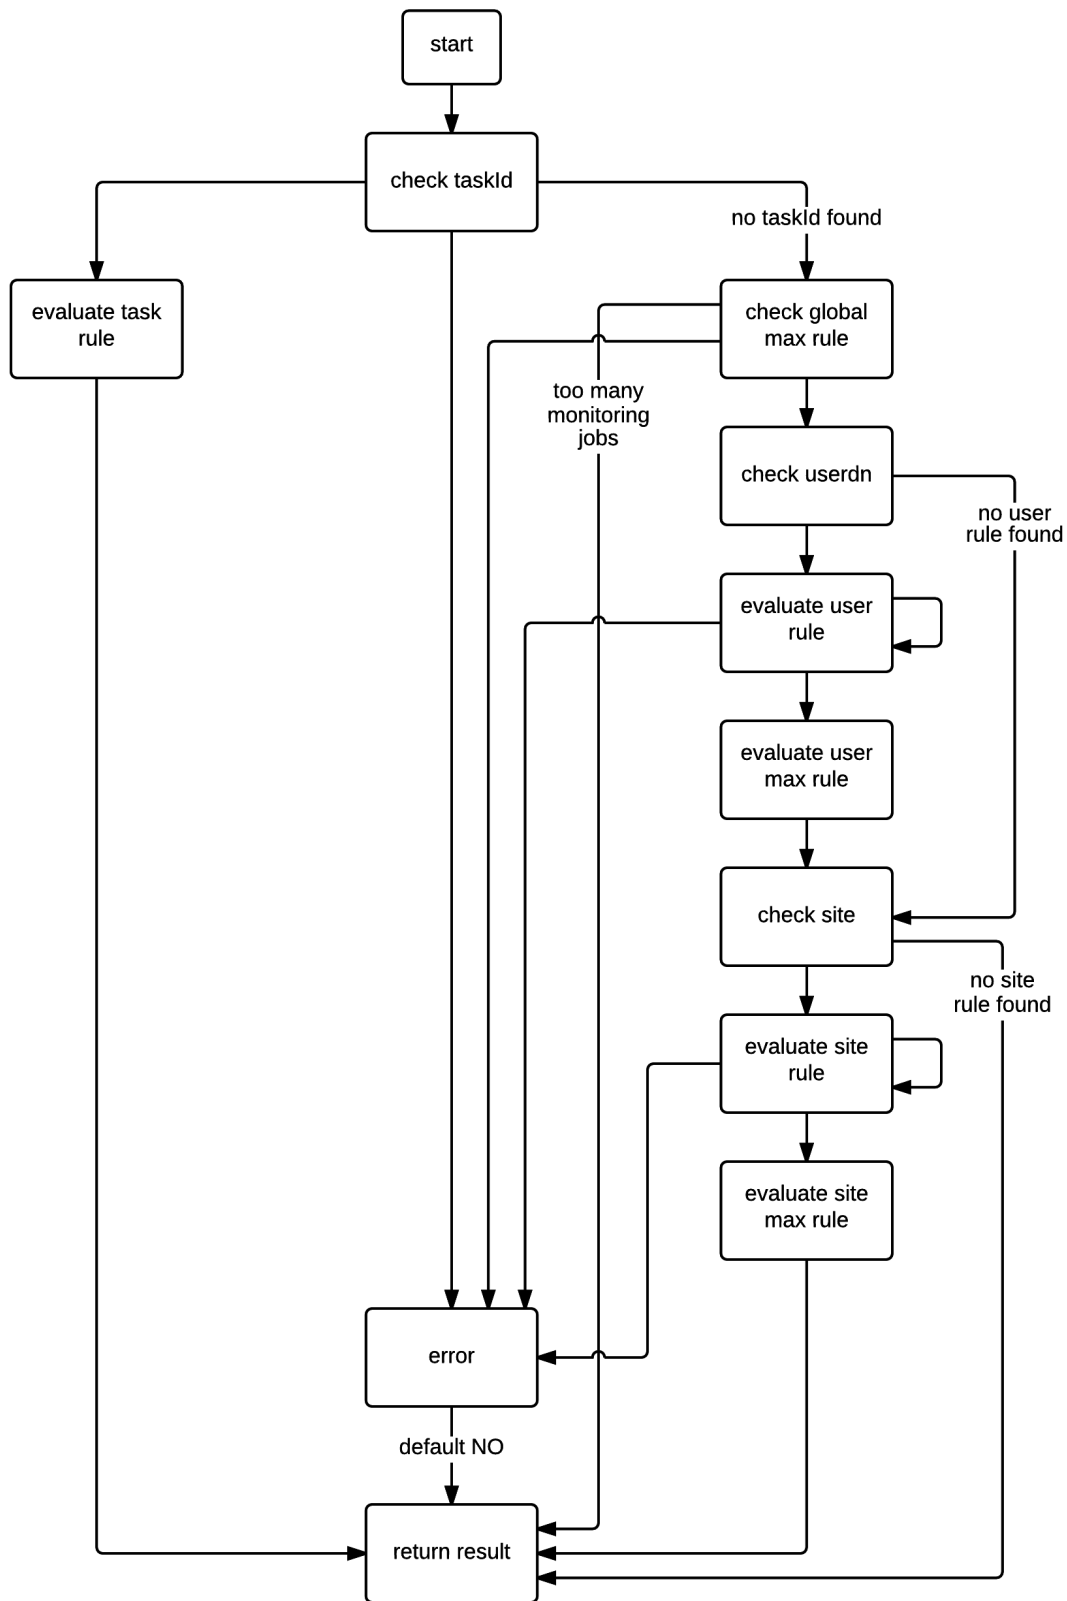 start
check taskId
no taskId found
evaluate task
rule
check global
max rule
too many
monitoring
jobs
check userdn
no user
rule found
evaluate user
rule
evaluate user
max rule
check site
no site
rule found
evaluate site
rule
evaluate site
max rule
error
default NO
return result